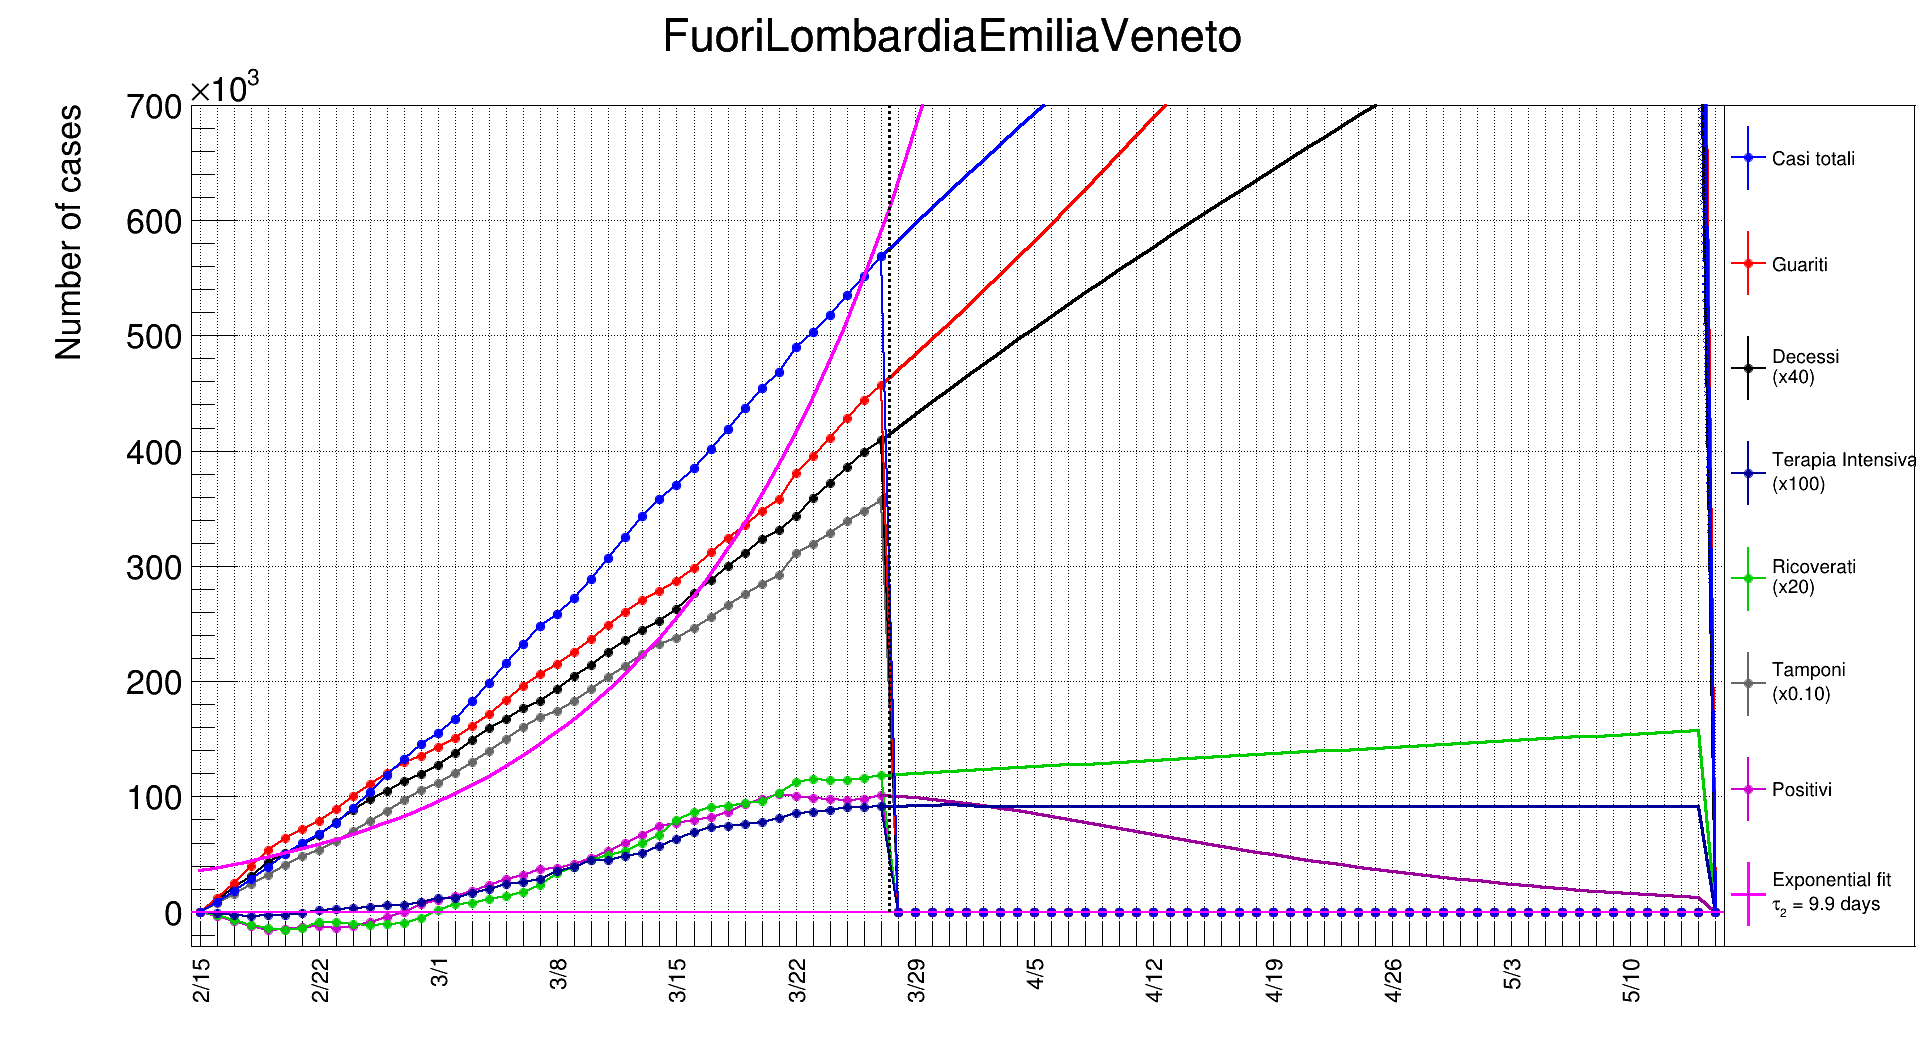 FuoriLombardiaEmiliaVeneto
×10³
Number of cases
700
600
500
400
300
200
100
0
2/15
2/22
3/1
3/8
3/15
3/22
3/29
4/5
4/12
4/19
4/26
5/3
5/10
Casi totali
Guariti
Decessi
(x40)
Terapia Intensiva
(x100)
Ricoverati
(x20)
Tamponi
(x0.10)
Positivi
Exponential fit
τ₂ = 9.9 days